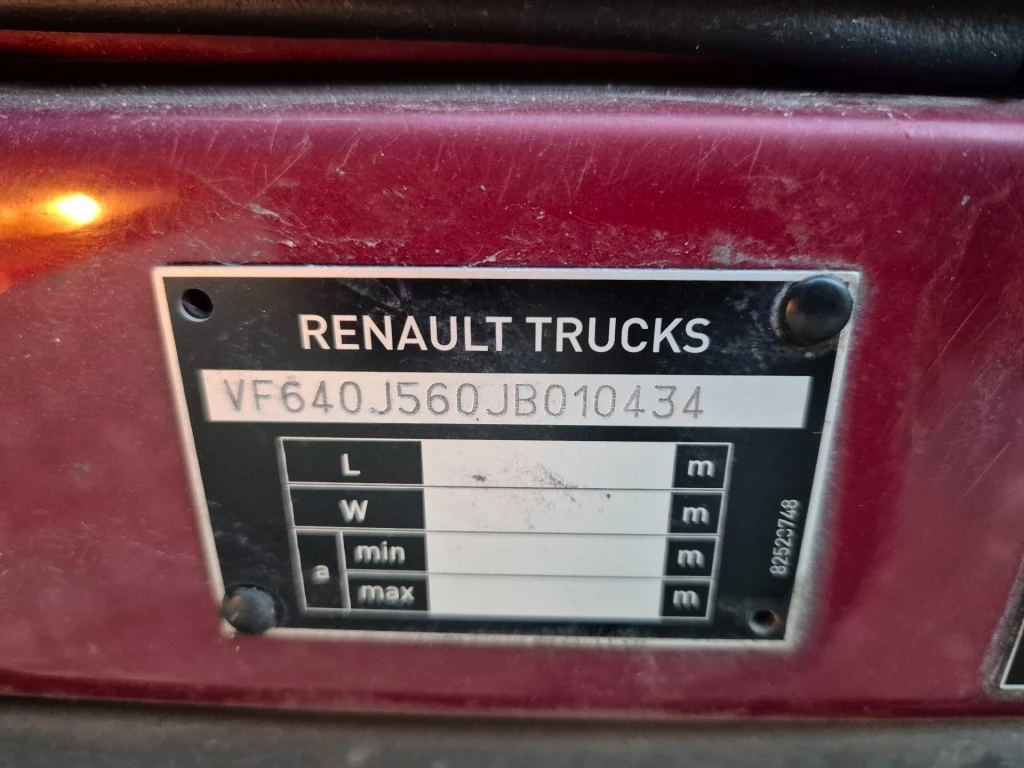 RENAULT TRUCKS
VF640J560JB010434
L m
W m
a min m
max m
82523748